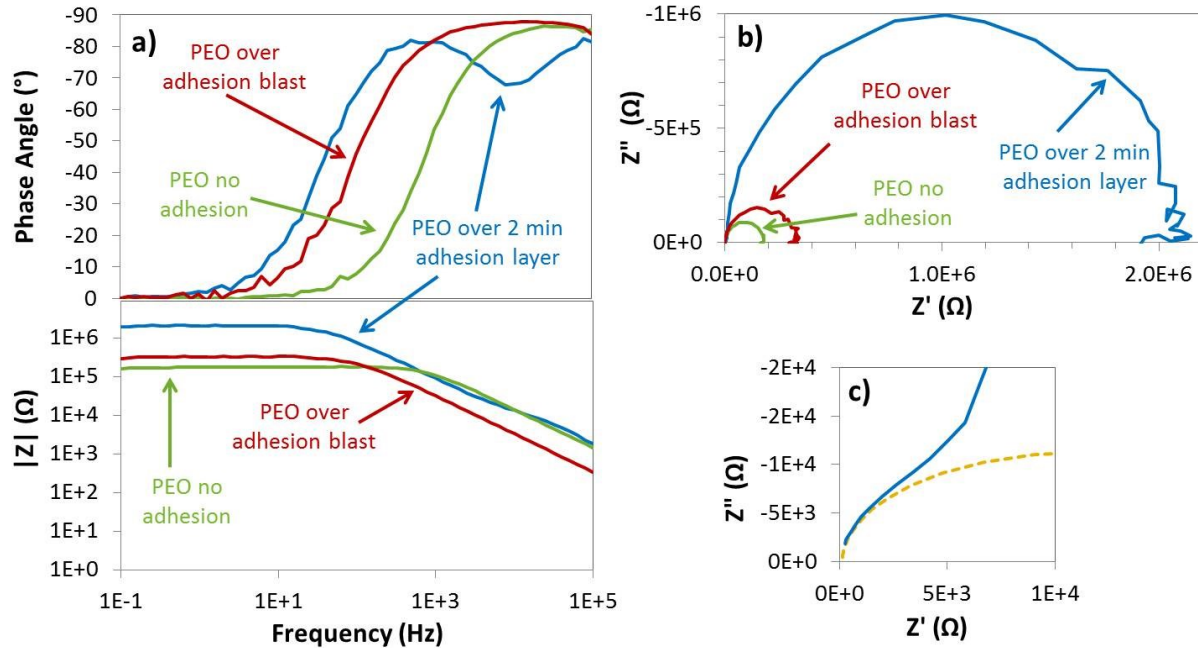 a)
Phase Angle (°)
-90
-80
-70
-60
-50
-40
-30
-20
-10
0
PEO over
adhesion blast
PEO no
adhesion
PEO over 2 min
adhesion layer
|Z| (Ω)
1E+6
1E+5
1E+4
1E+3
1E+2
1E+1
1E+0
PEO over
adhesion blast
PEO no
adhesion
1E-1
1E+1
1E+3
1E+5
Frequency (Hz)
b)
Z" (Ω)
-1E+6
-5E+5
0E+0
PEO over
adhesion blast
PEO no
adhesion
PEO over 2 min
adhesion layer
0.0E+0
1.0E+6
2.0E+6
Z' (Ω)
c)
Z" (Ω)
-2E+4
-2E+4
-1E+4
-5E+3
0E+0
0E+0
5E+3
1E+4
Z' (Ω)